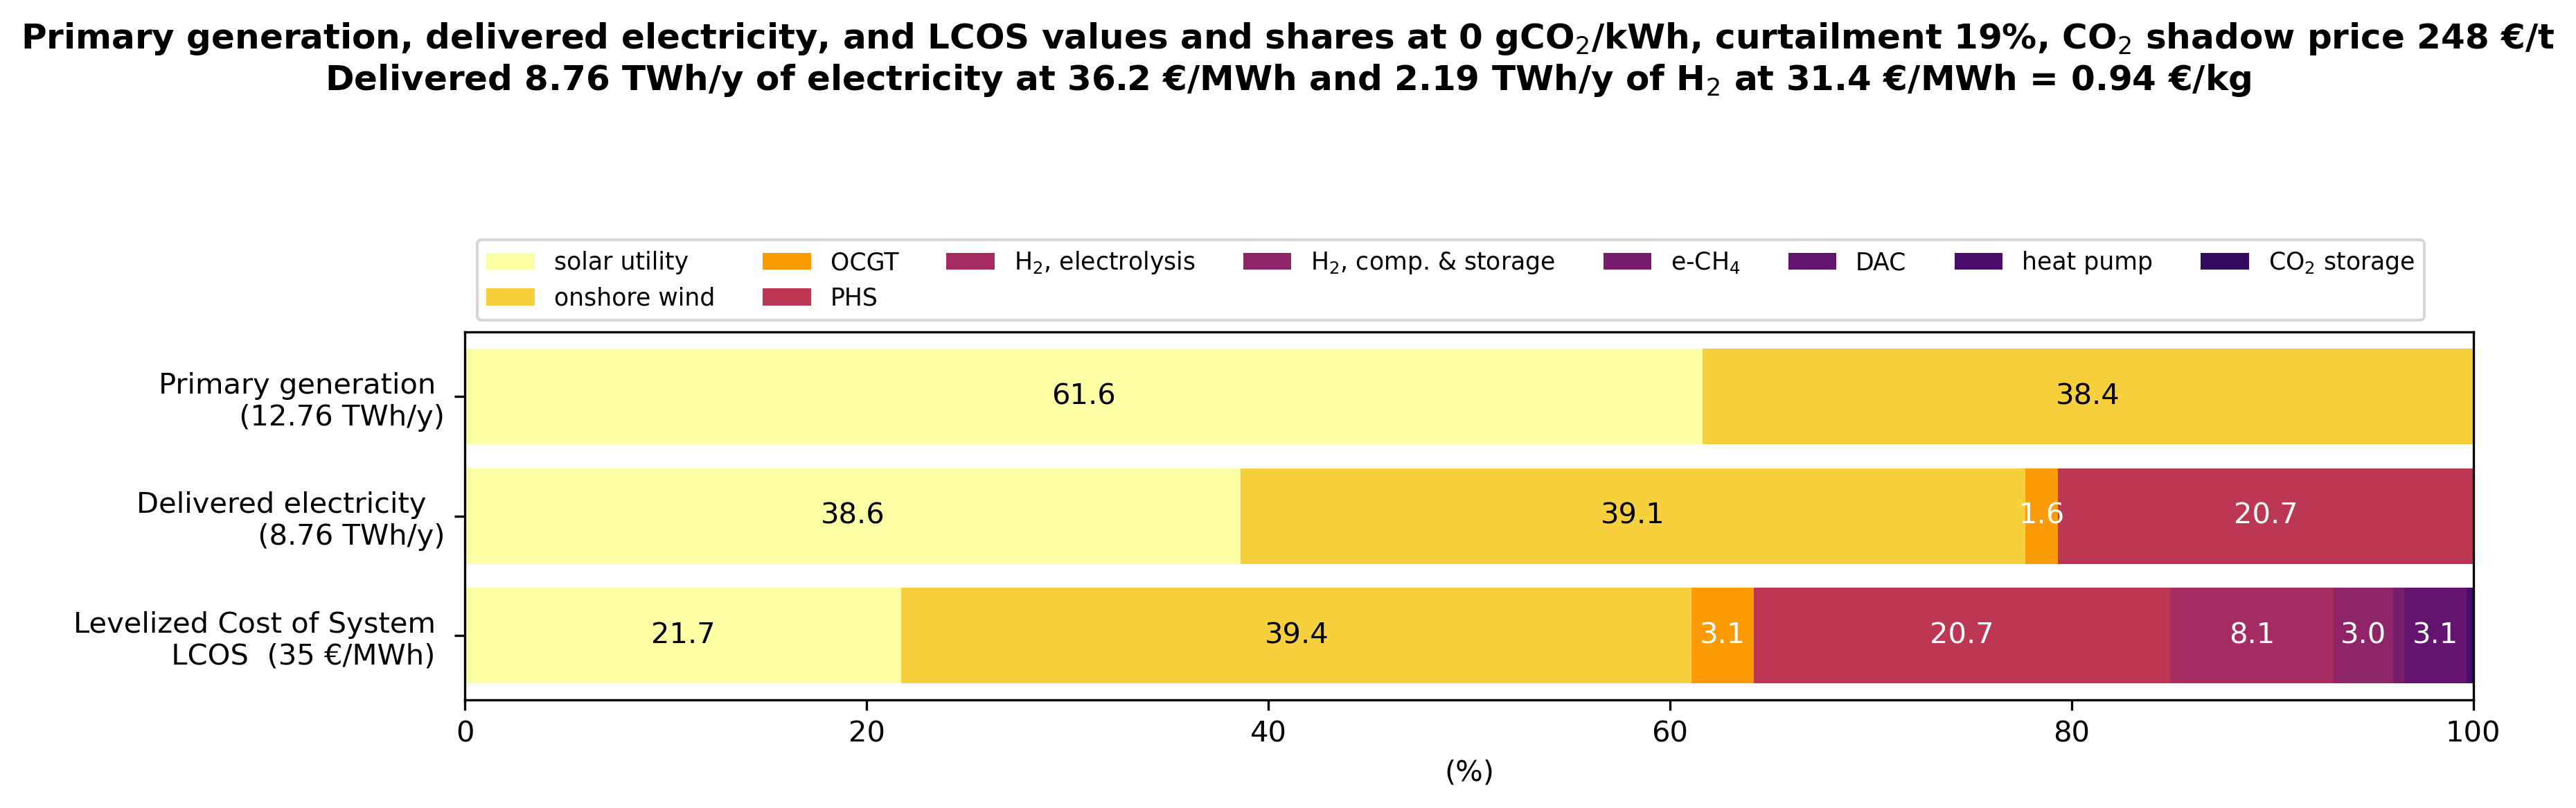 Primary generation, delivered electricity, and LCOS values and shares at 0 gCO₂/kWh, curtailment 19%, CO₂ shadow price 248 €/t
Delivered 8.76 TWh/y of electricity at 36.2 €/MWh and 2.19 TWh/y of H₂ at 31.4 €/MWh = 0.94 €/kg
solar utility OCGT H₂, electrolysis H₂, comp. & storage e-CH₄ DAC heat pump CO₂ storage
onshore wind PHS
Primary generation
(12.76 TWh/y)
61.6 38.4
Delivered electricity
(8.76 TWh/y)
38.6 39.1 1.6 20.7
Levelized Cost of System
LCOS (35 €/MWh)
21.7 39.4 3.1 20.7 8.1 3.0 3.1
0 20 40 60 80 100
(%)